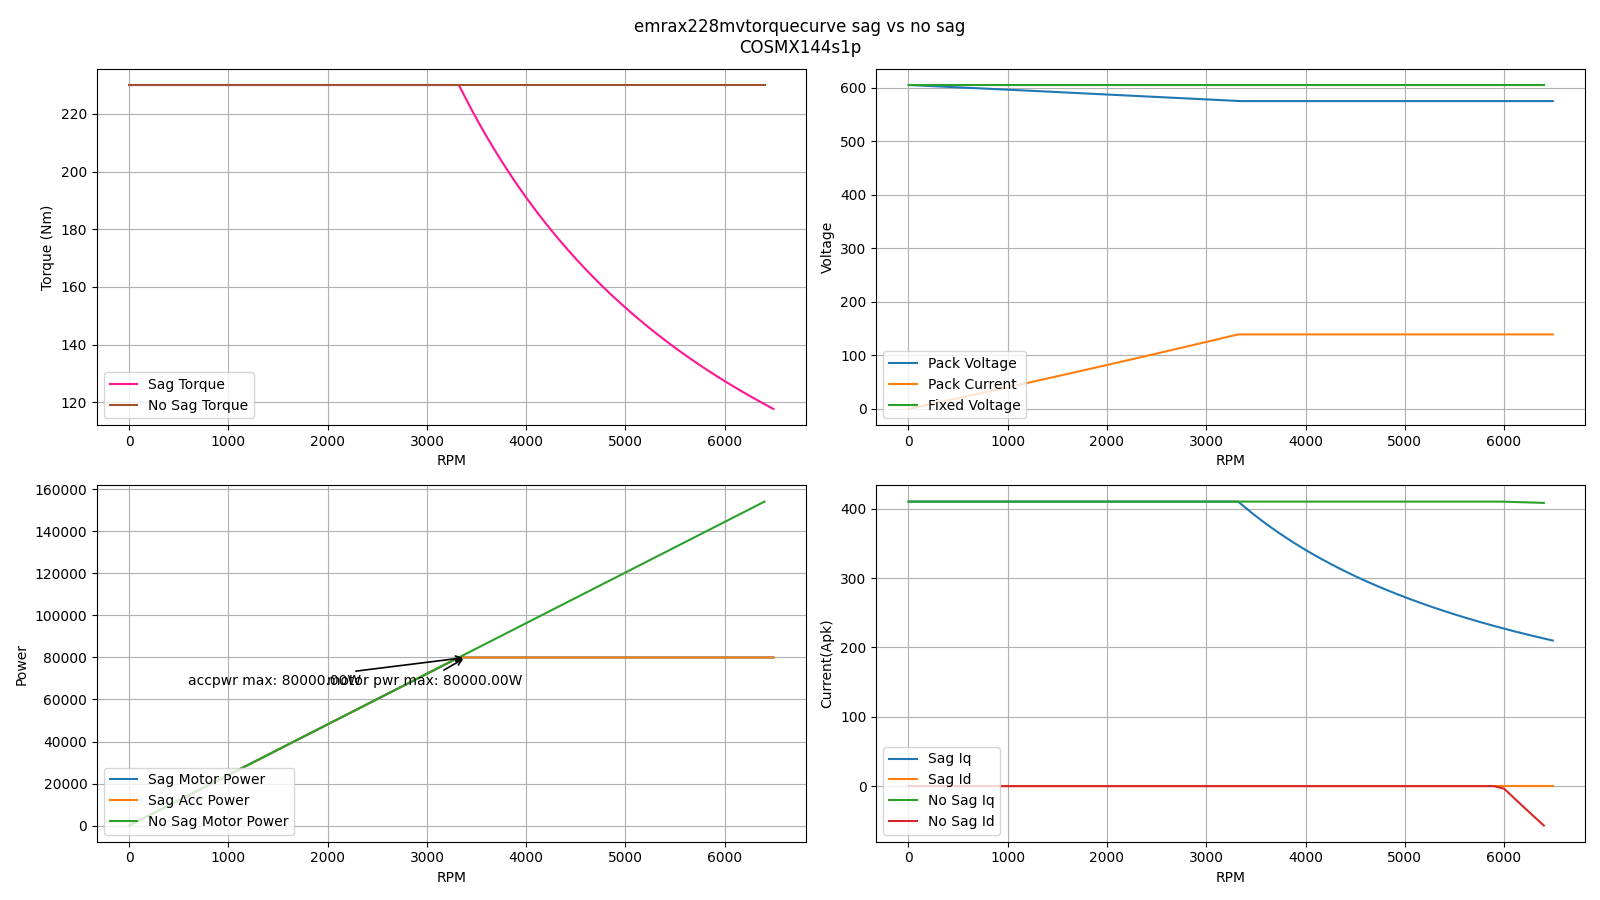 emrax228mvtorquecurve sag vs no sag
COSMX144s1p
Torque (Nm)
220
200
180
160
140
120
Sag Torque
No Sag Torque
0 1000 2000 3000 4000 5000 6000
RPM
Voltage
600
500
400
300
200
100
0
Pack Voltage
Pack Current
Fixed Voltage
0 1000 2000 3000 4000 5000 6000
RPM
Power
160000
140000
120000
100000
80000
60000
40000
20000
0
accpwr max: 80000.00W
motor pwr max: 80000.00W
Sag Motor Power
Sag Acc Power
No Sag Motor Power
0 1000 2000 3000 4000 5000 6000
RPM
Current(Apk)
400
300
200
100
0
Sag Iq
Sag Id
No Sag Iq
No Sag Id
0 1000 2000 3000 4000 5000 6000
RPM